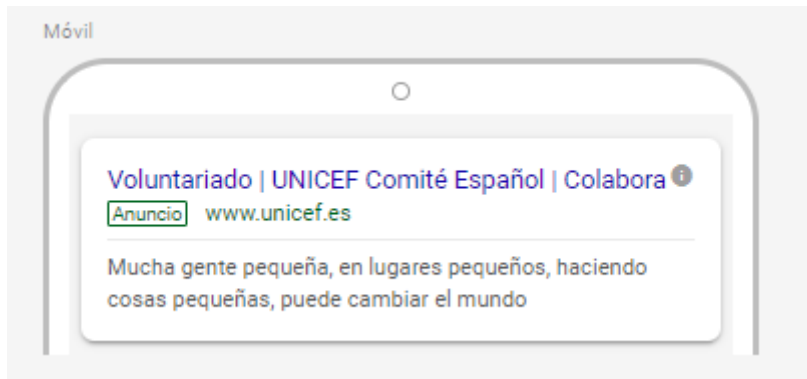 Móvil
Voluntariado | UNICEF Comité Español | Colabora
Anuncio www.unicef.es
Mucha gente pequeña, en lugares pequeños, haciendo
cosas pequeñas, puede cambiar el mundo